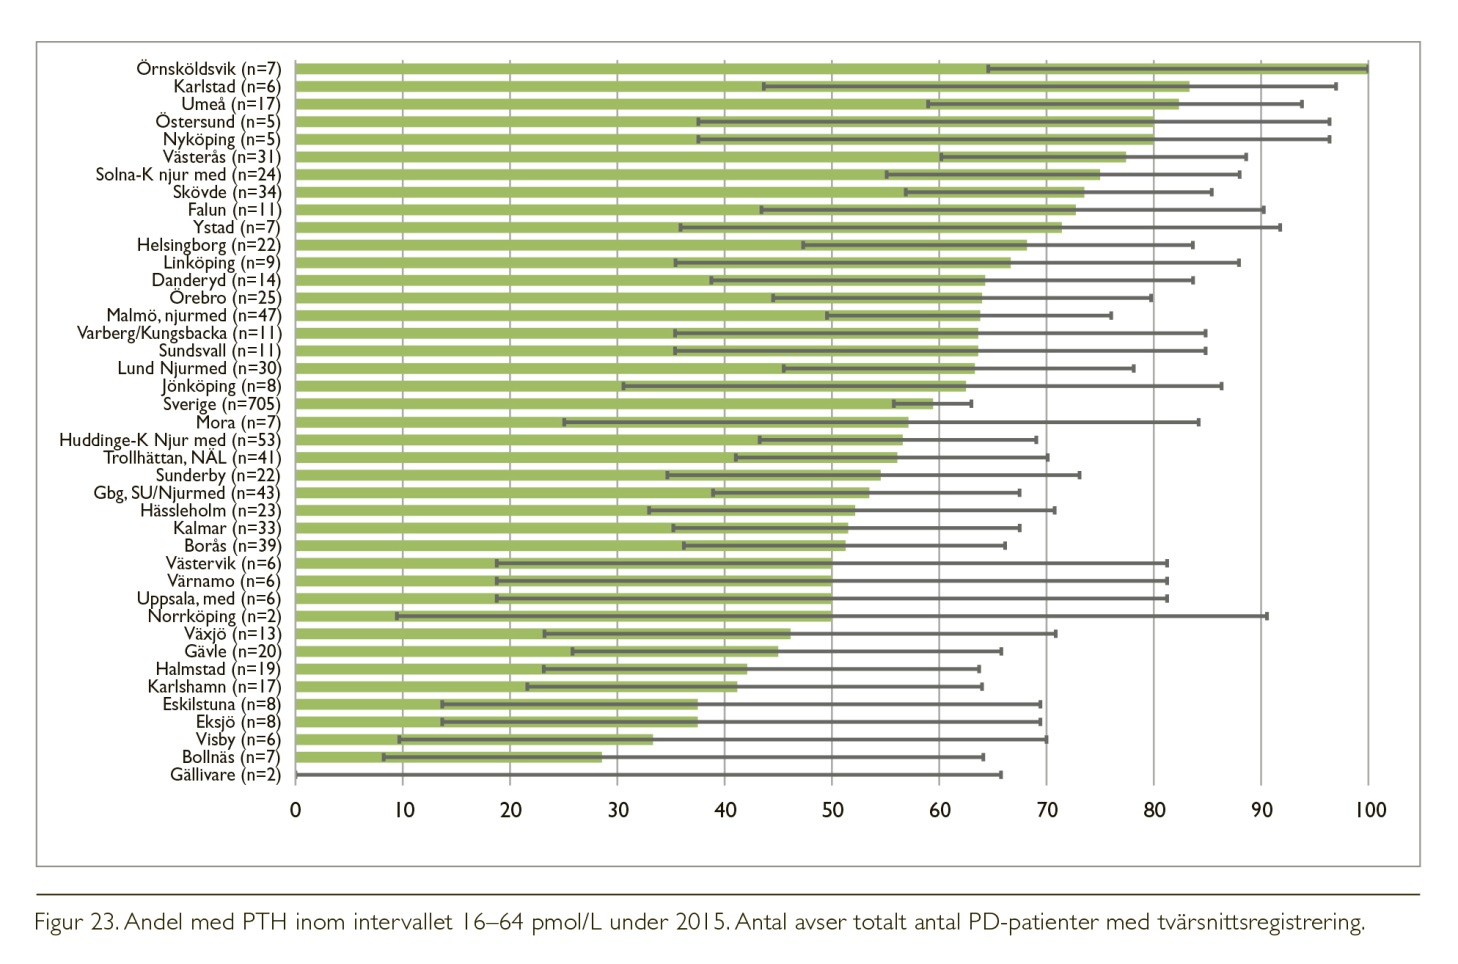 Örnsköldsvik (n=7)
Karlstad (n=6)
Umeå (n=17)
Östersund (n=5)
Nyköping (n=5)
Västerås (n=31)
Solna-K njur med (n=24)
Skövde (n=34)
Falun (n=11)
Ystad (n=7)
Helsingborg (n=22)
Linköping (n=9)
Danderyd (n=14)
Örebro (n=25)
Malmö, njurmed (n=47)
Varberg/Kungsbacka (n=11)
Sundsvall (n=11)
Lund Njurmed (n=30)
Jönköping (n=8)
Sverige (n=705)
Mora (n=7)
Huddinge-K Njur med (n=53)
Trollhättan, NÄL (n=41)
Sunderby (n=22)
Gbg, SU/Njurmed (n=43)
Hässleholm (n=23)
Kalmar (n=33)
Borås (n=39)
Västervik (n=6)
Värnamo (n=6)
Uppsala, med (n=6)
Norrköping (n=2)
Växjö (n=13)
Gävle (n=20)
Halmstad (n=19)
Karlshamn (n=17)
Eskilstuna (n=8)
Eksjö (n=8)
Visby (n=6)
Bollnäs (n=7)
Gällivare (n=2)
0 10 20 30 40 50 60 70 80 90 100
Figur 23. Andel med PTH inom intervallet 16–64 pmol/L under 2015. Antal avser totalt antal PD-patienter med tvärsnittsregistrering.